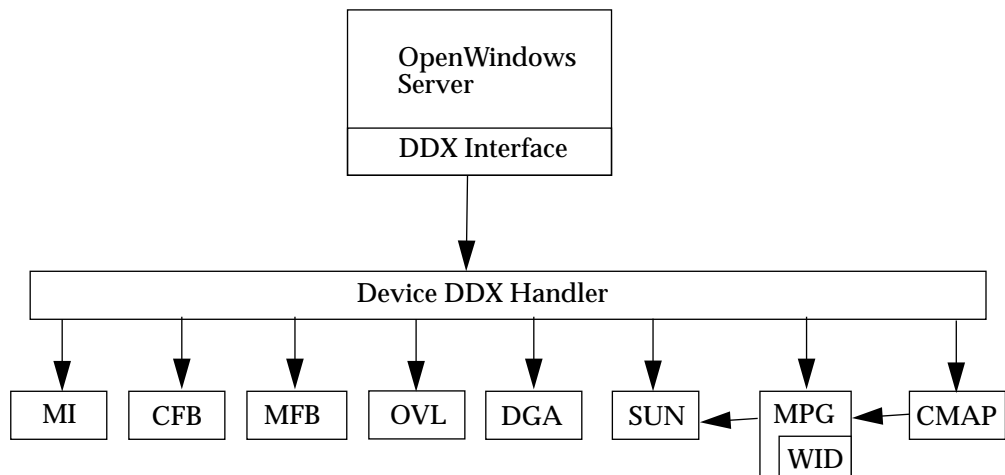 OpenWindows
Server
DDX Interface
Device DDX Handler
MI CFB MFB OVL DGA SUN MPG CMAP
WID